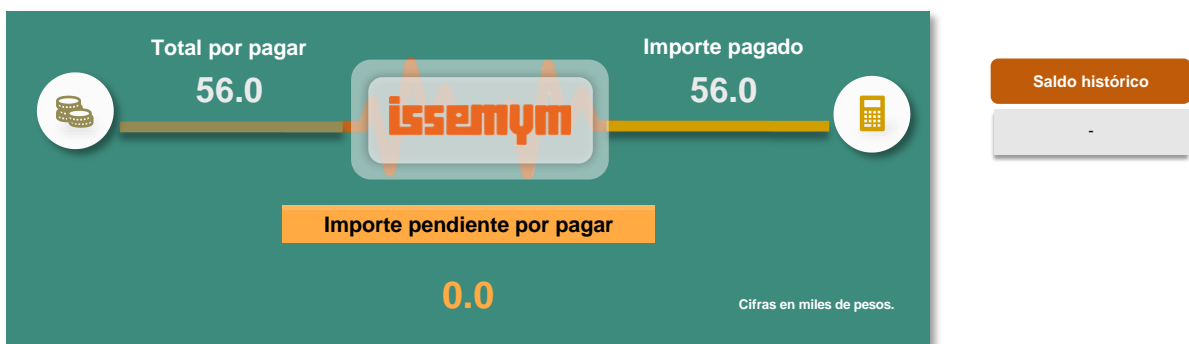 Total por pagar
56.0
issemym
Importe pagado
56.0
Importe pendiente por pagar
0.0
Cifras en miles de pesos.
Saldo histórico
-